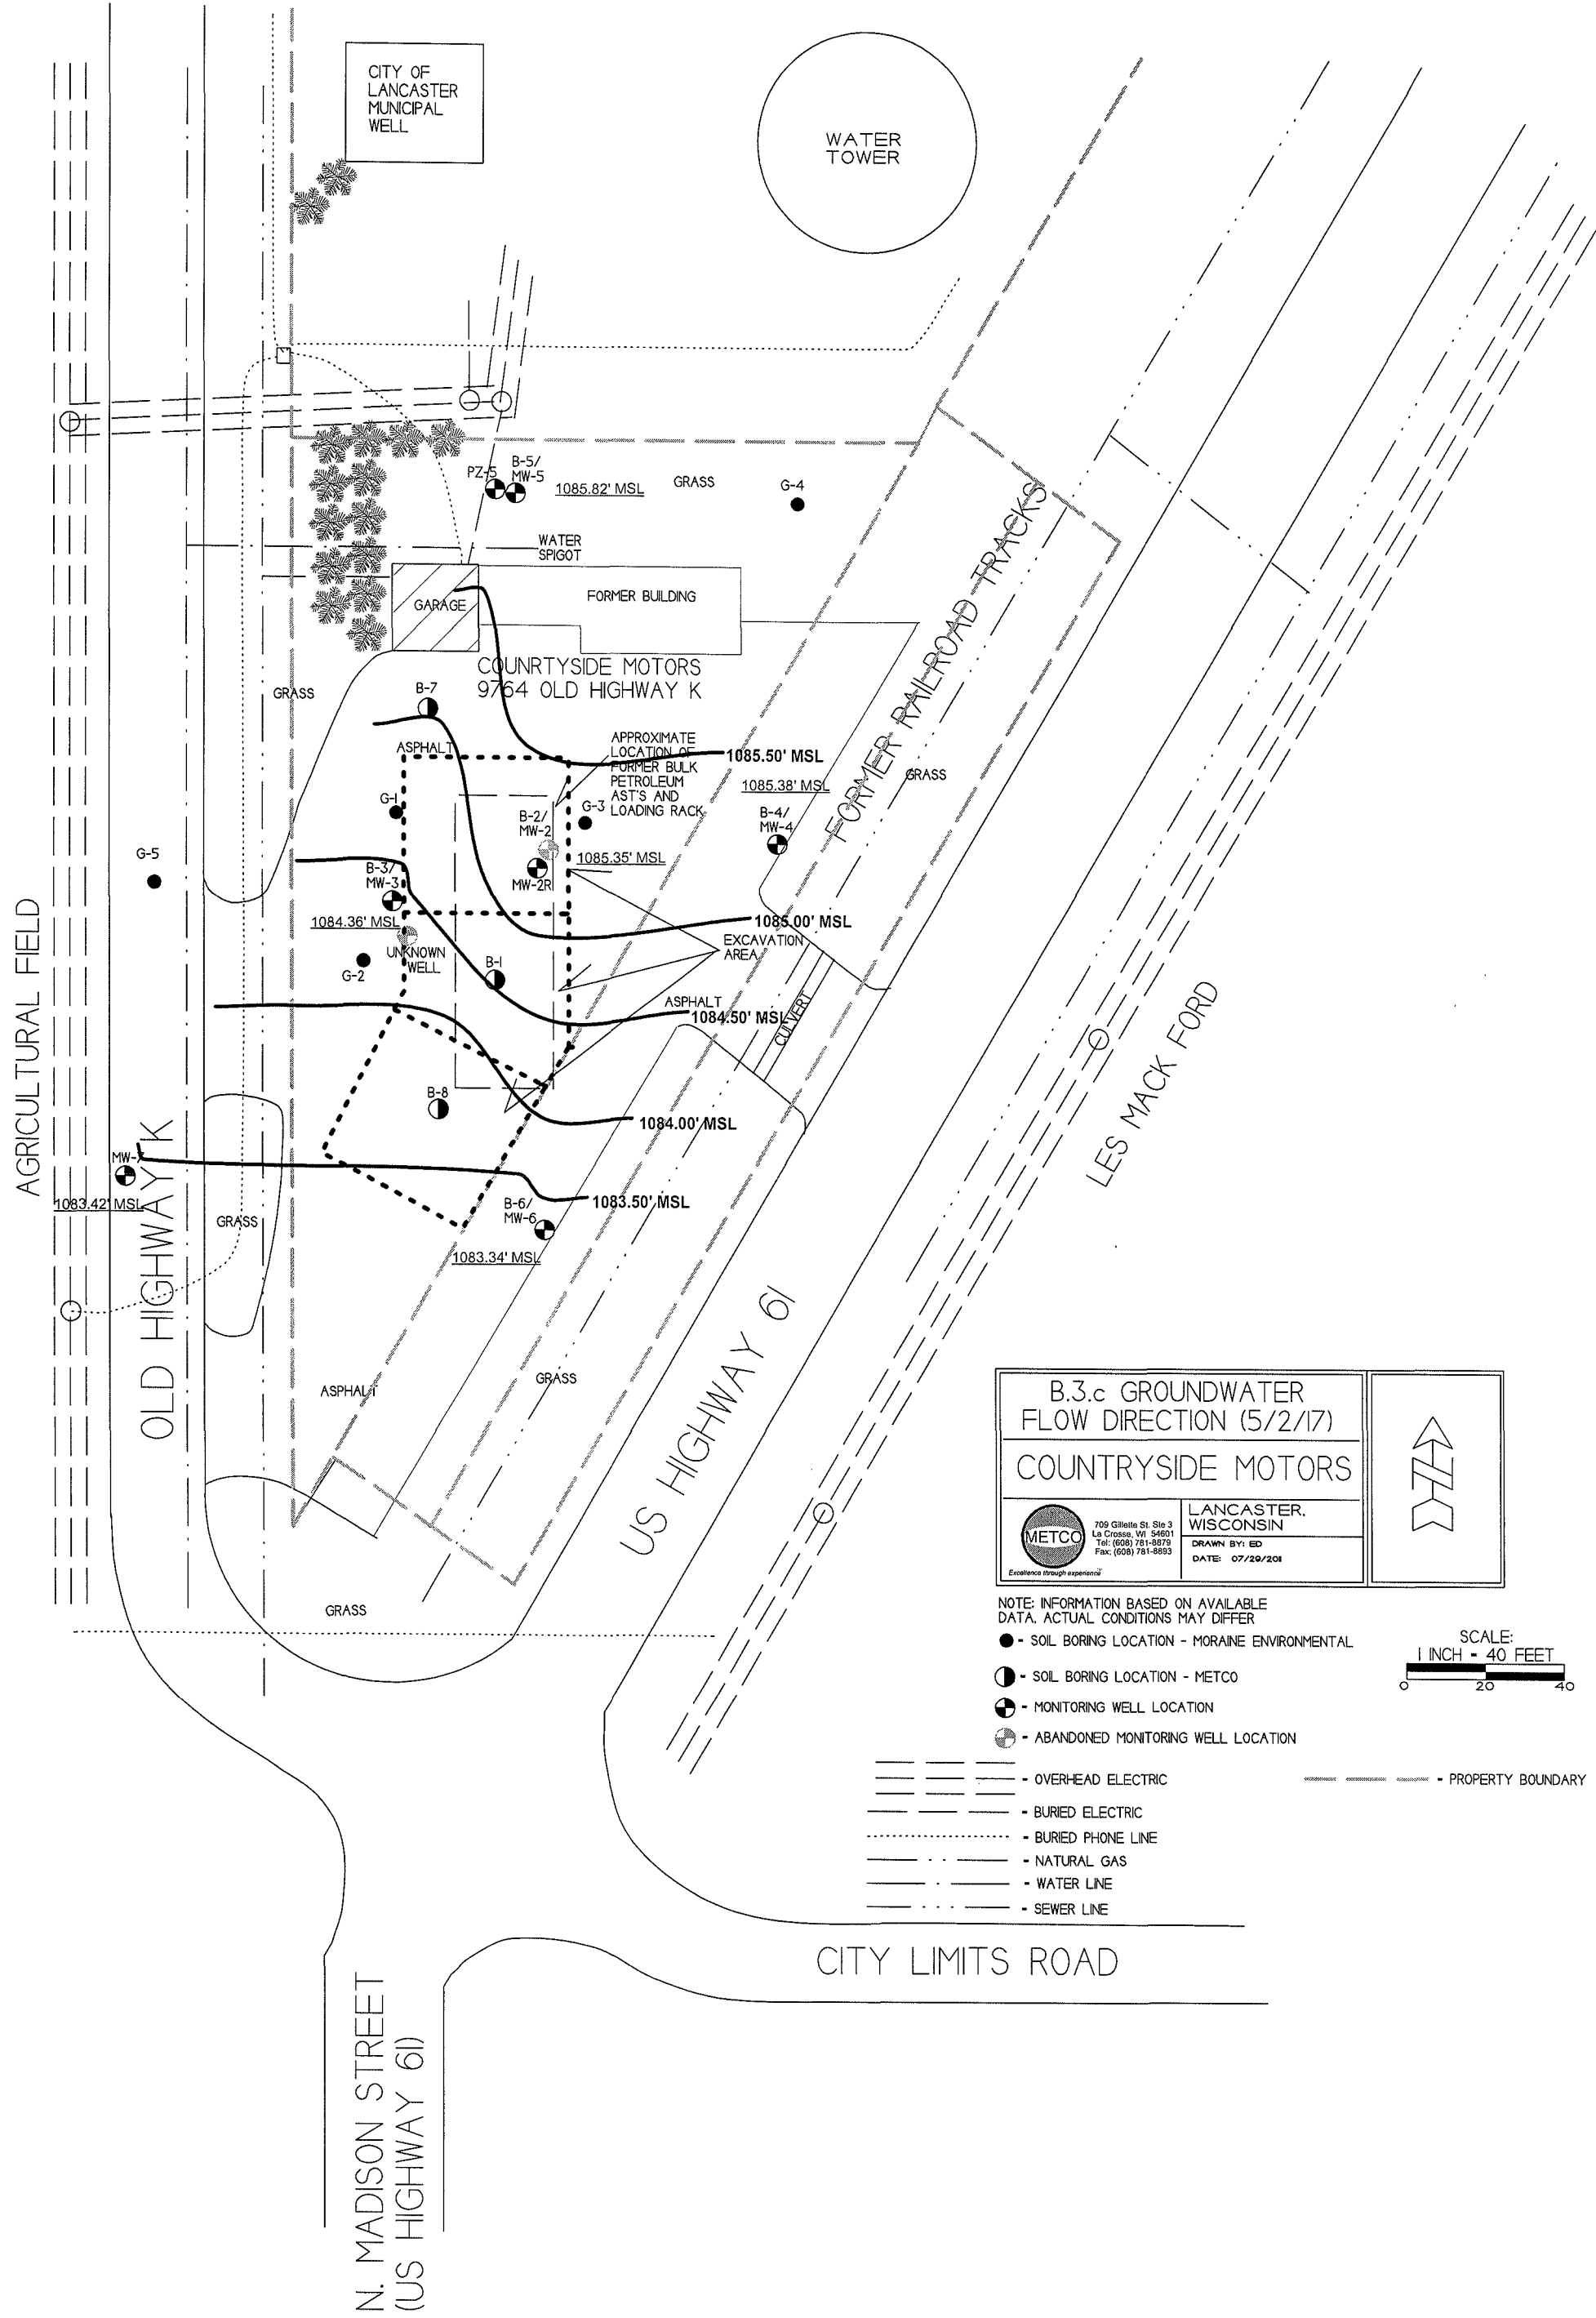 CITY OF
LANCASTER
MUNICIPAL
WELL
WATER
TOWER
PZ-5
B-5/
MW-5
1085.82' MSL
GRASS
G-4
WATER
SPIGOT
GARAGE
FORMER BUILDING
COUNRTYSIDE MOTORS
9764 OLD HIGHWAY K
FORMER RAILROAD TRACKS
GRASS
B-7
ASPHALT
APPROXIMATE
LOCATION OF
FORMER BULK
PETROLEUM
AST'S AND
LOADING RACK
1085.50' MSL
1085.38' MSL
GRASS
G-1
B-2/
MW-2
G-3
B-4/
MW-4
G-5
B-3/
MW-3
MW-2R
1085.35' MSL
1084.36' MSL
UNKNOWN
WELL
G-2
B-1
1085.00' MSL
EXCAVATION
AREA
ASPHALT
1084.50' MSL
CULVERT
AGRICULTURAL FIELD
LES MACK FORD
B-8
1084.00' MSL
MW-7
1083.42' MSL
OLD HIGHWAY K
GRASS
B-6/
MW-6
1083.50' MSL
1083.34' MSL
ASPHALT
GRASS
US HIGHWAY 61
GRASS
B.3.c GROUNDWATER
FLOW DIRECTION (5/2/17)
COUNTRYSIDE MOTORS
METCO
Excellence through experience™
709 Gillette St. Ste 3
La Crosse, WI 54601
Tel: (608) 781-8879
Fax: (608) 781-8893
LANCASTER,
WISCONSIN
DRAWN BY: ED
DATE: 07/29/2011
N
NOTE: INFORMATION BASED ON AVAILABLE
DATA. ACTUAL CONDITIONS MAY DIFFER
- SOIL BORING LOCATION - MORAINE ENVIRONMENTAL
- SOIL BORING LOCATION - METCO
- MONITORING WELL LOCATION
- ABANDONED MONITORING WELL LOCATION
SCALE:
1 INCH = 40 FEET
0 20 40
- OVERHEAD ELECTRIC
- PROPERTY BOUNDARY
- BURIED ELECTRIC
- BURIED PHONE LINE
- NATURAL GAS
- WATER LINE
- SEWER LINE
CITY LIMITS ROAD
N. MADISON STREET
(US HIGHWAY 61)